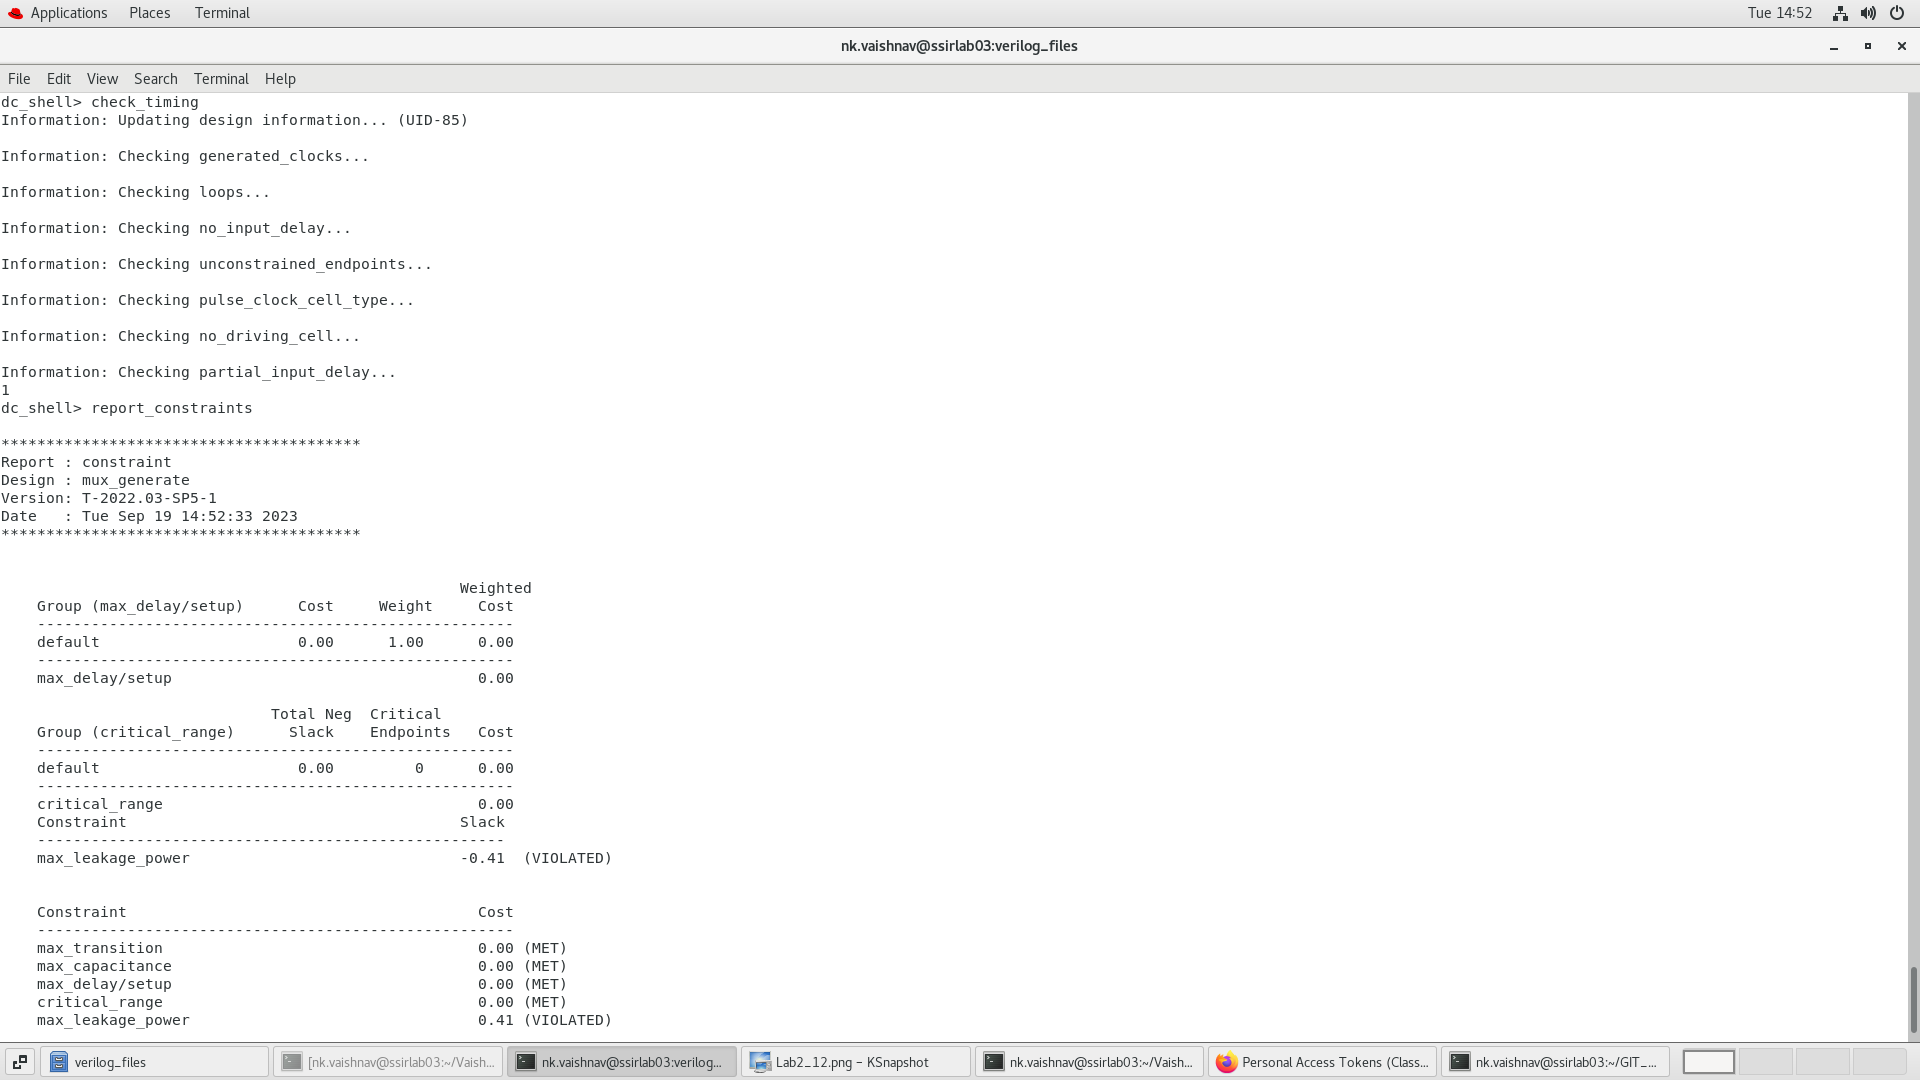 Applications Places Terminal Tue 14:52
nk.vaishnav@ssirlab03:verilog_files
File Edit View Search Terminal Help
dc_shell> check_timing
Information: Updating design information... (UID-85)
Information: Checking generated_clocks...
Information: Checking loops...
Information: Checking no_input_delay...
Information: Checking unconstrained_endpoints...
Information: Checking pulse_clock_cell_type...
Information: Checking no_driving_cell...
Information: Checking partial_input_delay...
1
dc_shell> report_constraints
****************************************
Report : constraint
Design : mux_generate
Version: T-2022.03-SP5-1
Date   : Tue Sep 19 14:52:33 2023
****************************************
Weighted
Group (max_delay/setup)      Cost     Weight     Cost
-----------------------------------------------------
default                      0.00      1.00      0.00
-----------------------------------------------------
max_delay/setup                                  0.00
Total Neg  Critical
Group (critical_range)      Slack    Endpoints   Cost
-----------------------------------------------------
default                      0.00         0      0.00
-----------------------------------------------------
critical_range                                   0.00
Constraint                                     Slack
----------------------------------------------------
max_leakage_power                              -0.41  (VIOLATED)
Constraint                                       Cost
-----------------------------------------------------
max_transition                                   0.00 (MET)
max_capacitance                                  0.00 (MET)
max_delay/setup                                  0.00 (MET)
critical_range                                   0.00 (MET)
max_leakage_power                                0.41 (VIOLATED)
verilog_files [nk.vaishnav@ssirlab03:~/Vaish... nk.vaishnav@ssirlab03:verilog... Lab2_12.png – KSnapshot nk.vaishnav@ssirlab03:~/Vaish... Personal Access Tokens (Class... nk.vaishnav@ssirlab03:~/GIT_...